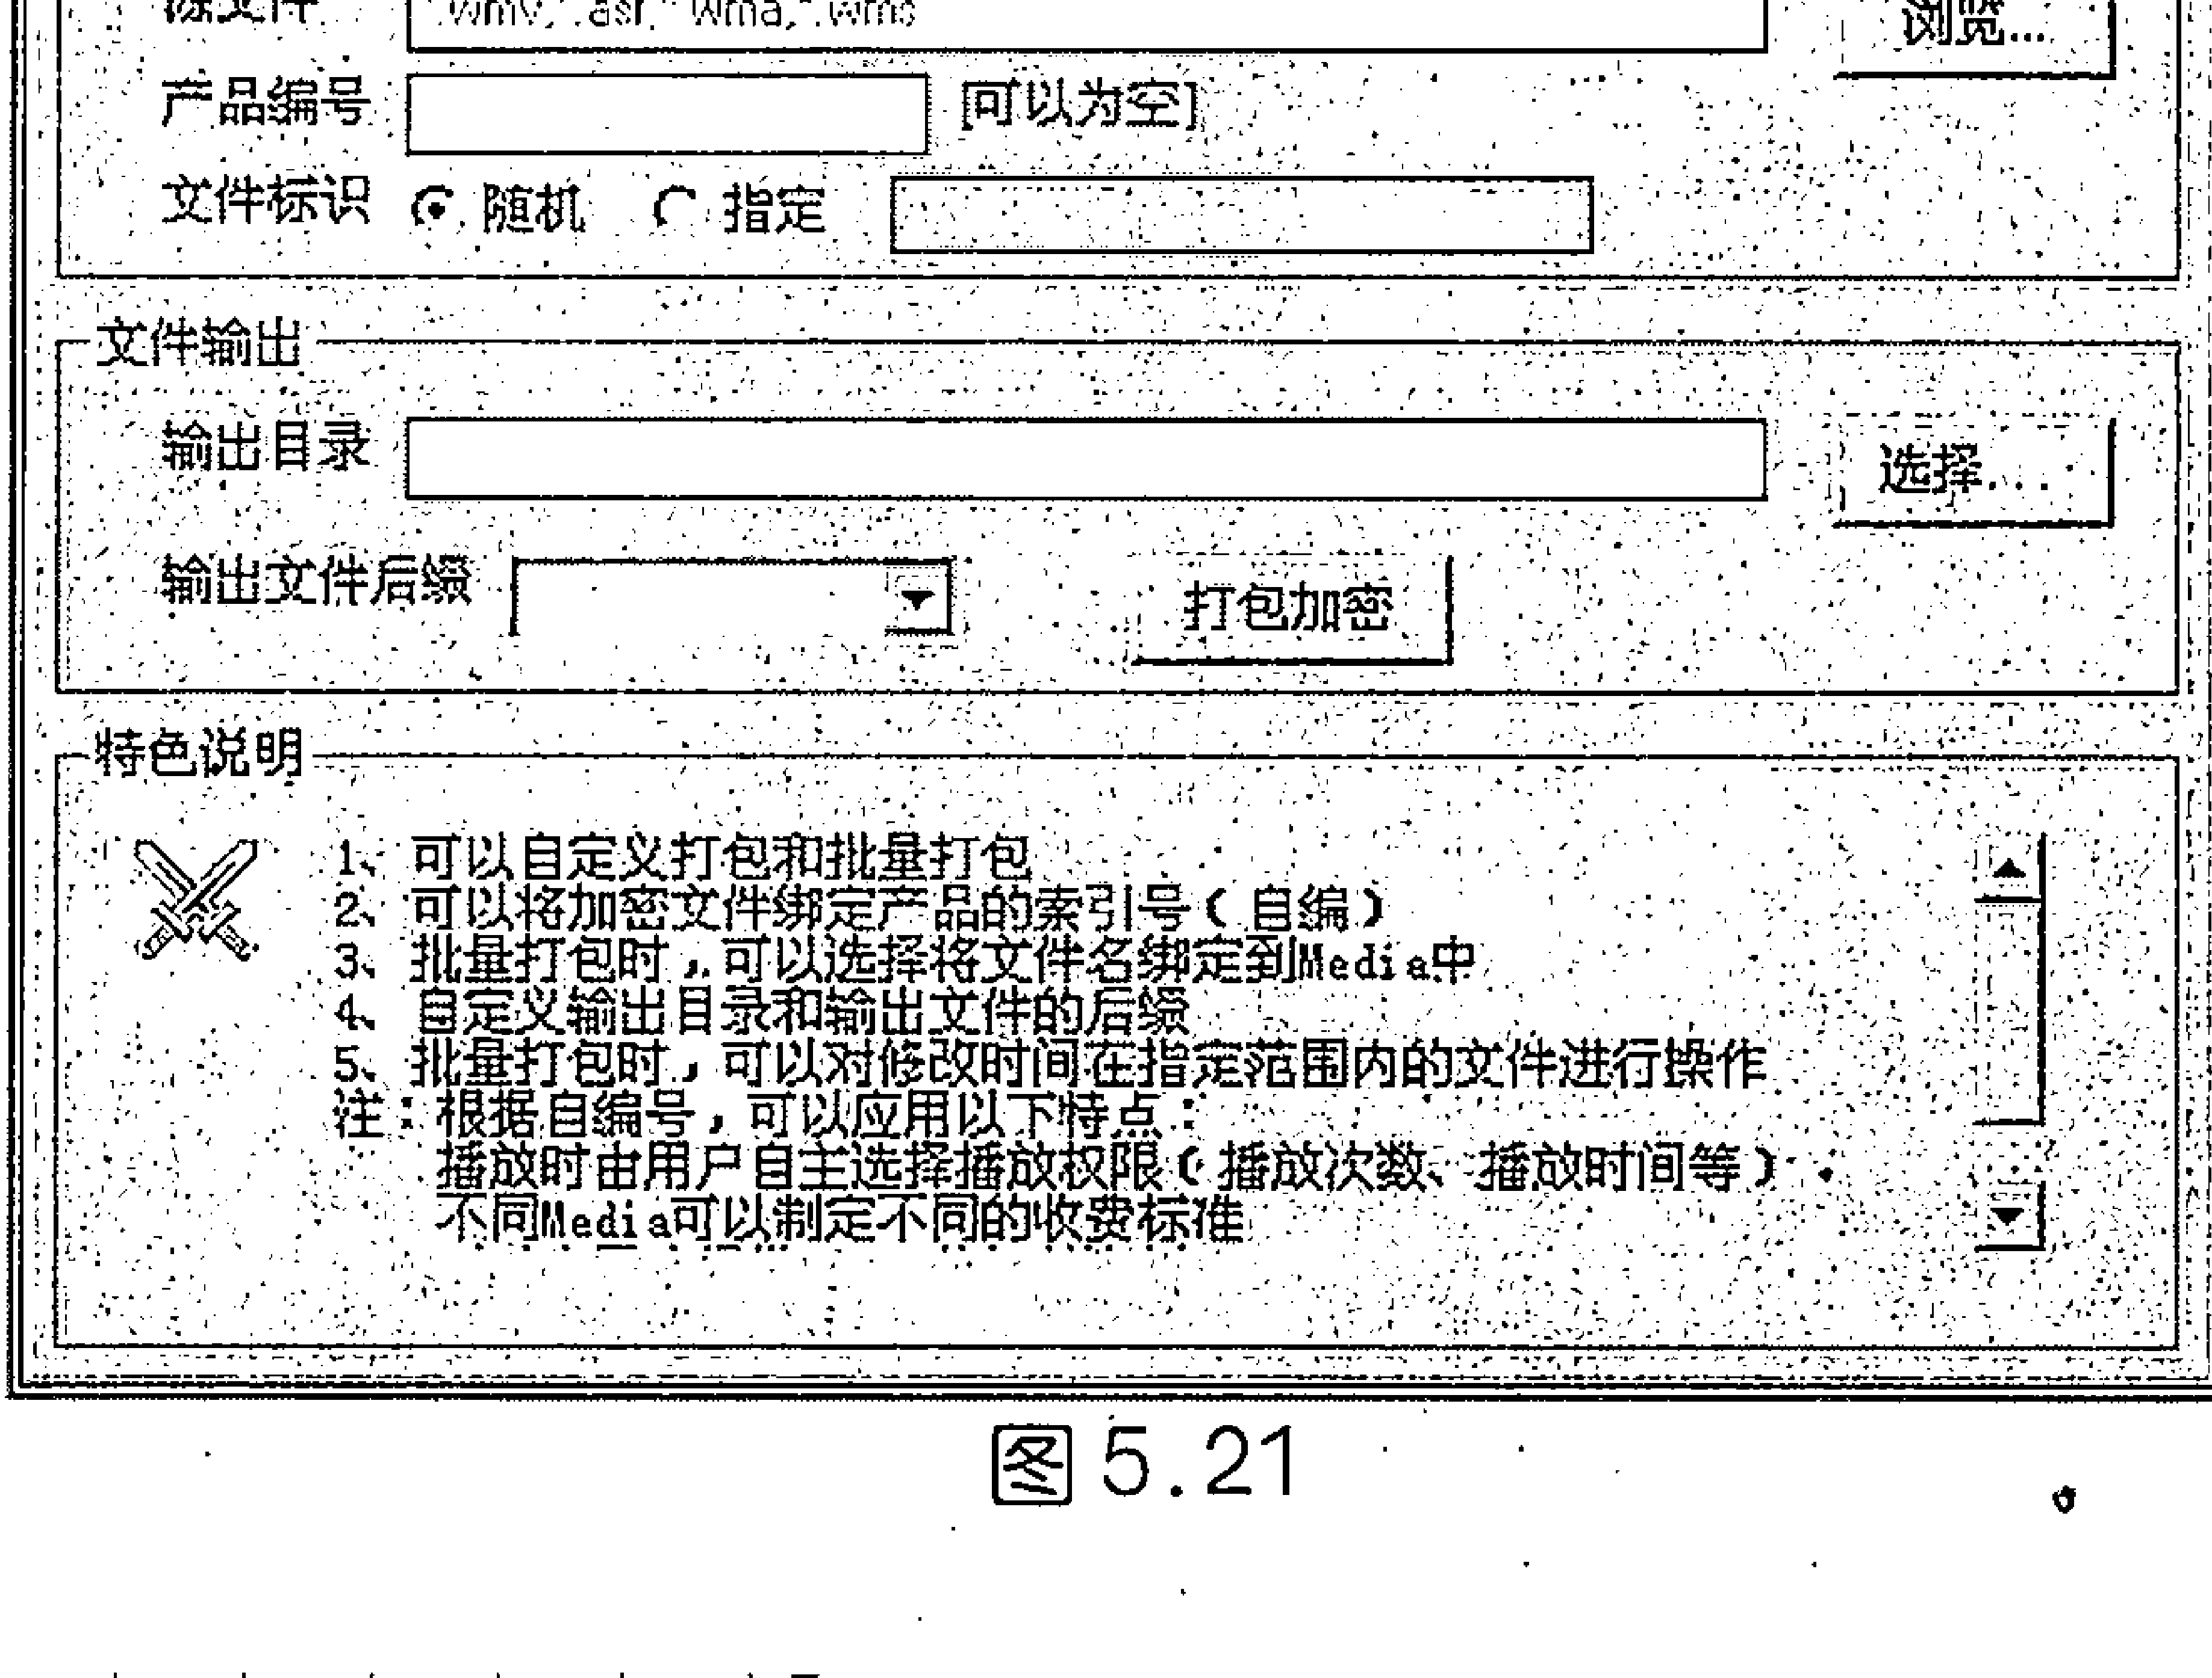 源文件 *.wmv,*.asf,*.wma,*.wms 浏览...
产品编号 [可以为空]
文件标识 随机 指定
文件输出
输出目录 选择...
输出文件后缀 打包加密
特色说明
1、可以自定义打包和批量打包
2、可以将加密文件绑定产品的索引号(自编)
3、批量打包时,可以选择将文件名绑定到Media中
4、自定义输出目录和输出文件的后缀
5、批量打包时,可以对修改时间在指定范围内的文件进行操作
注:根据自编号,可以应用以下特点:
播放时由用户自主选择播放权限(播放次数、播放时间等)
不同Media可以制定不同的收费标准
图 5.21